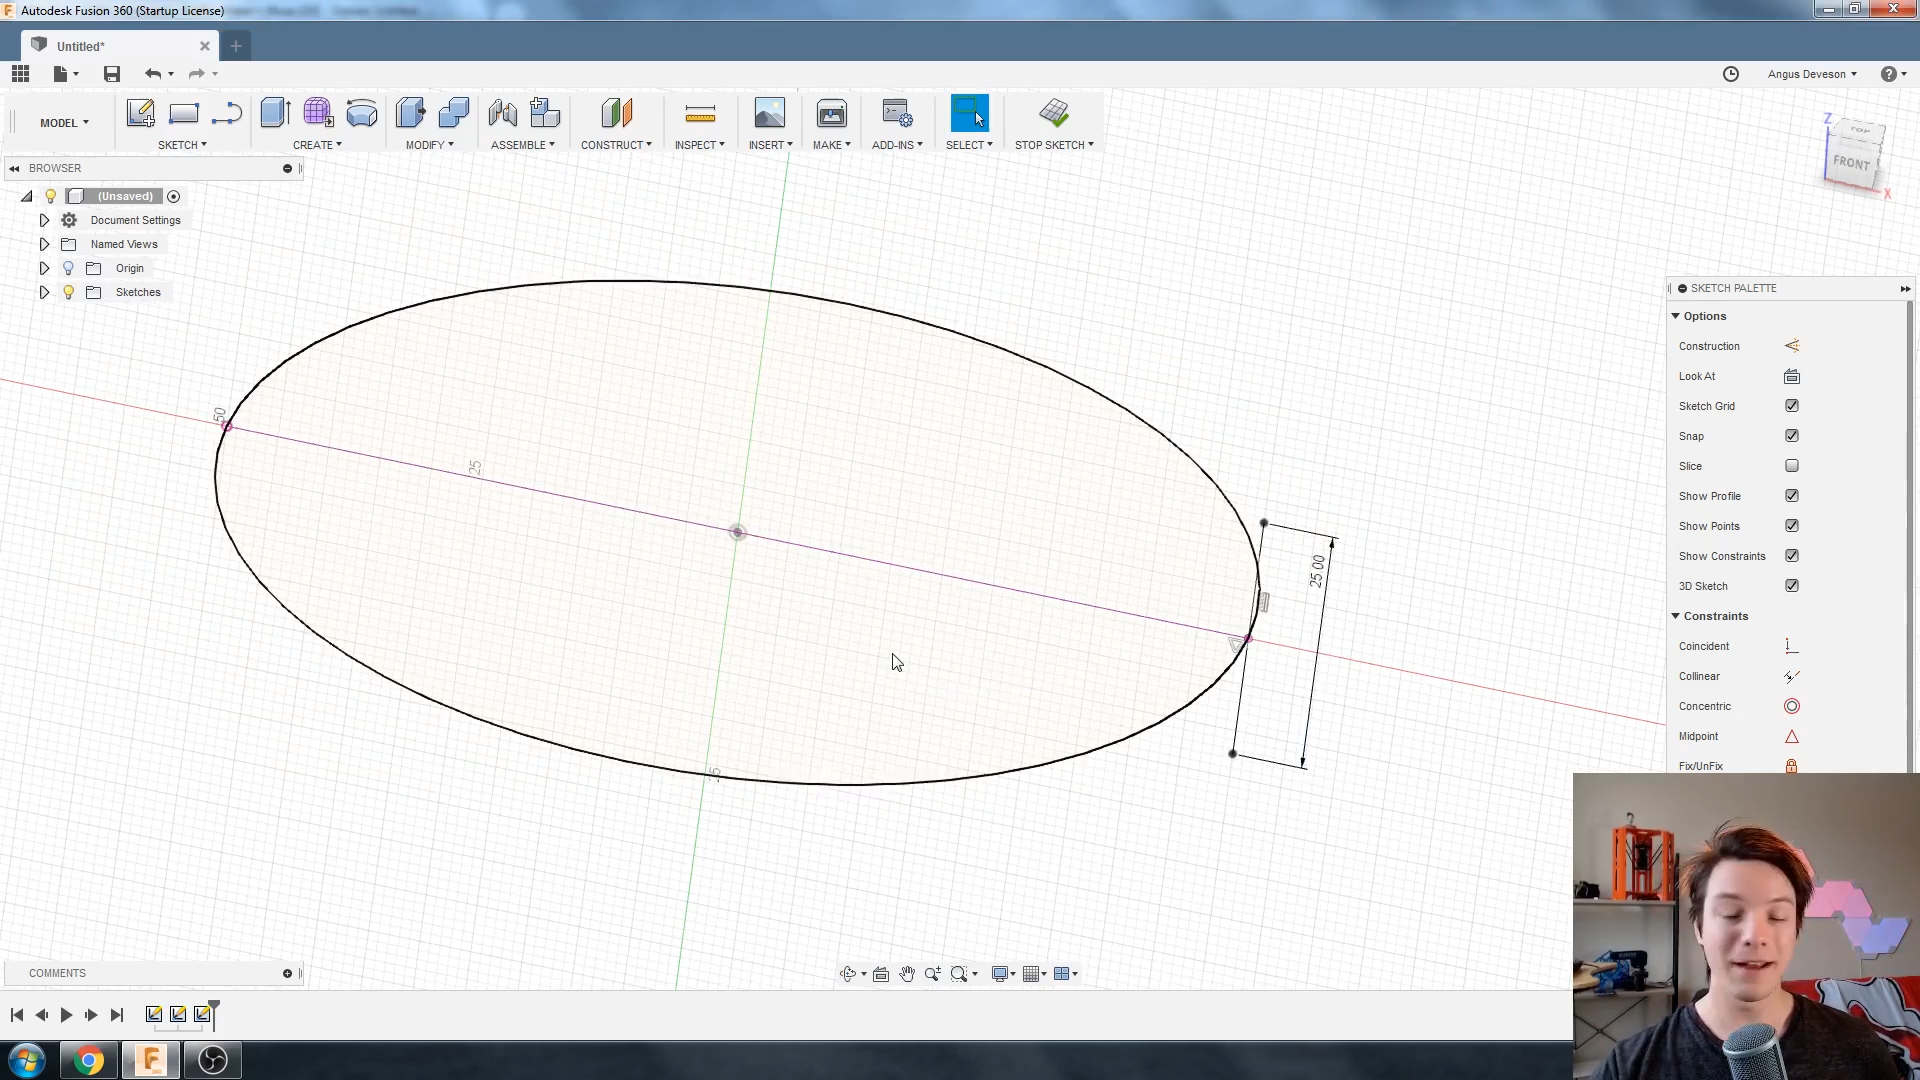 Autodesk Fusion 360 (Startup License)
Untitled*
Angus Deveson
MODEL
SKETCH
CREATE
MODIFY
ASSEMBLE
CONSTRUCT
INSPECT
INSERT
MAKE
ADD-INS
SELECT
STOP SKETCH
BROWSER
(Unsaved)
Document Settings
Named Views
Origin
Sketches
Z
TOP
FRONT
X
50
25
25.00
SKETCH PALETTE
Options
Construction
Look At
Sketch Grid
Snap
Slice
Show Profile
Show Points
Show Constraints
3D Sketch
Constraints
Coincident
Collinear
Concentric
Midpoint
Fix/UnFix
COMMENTS